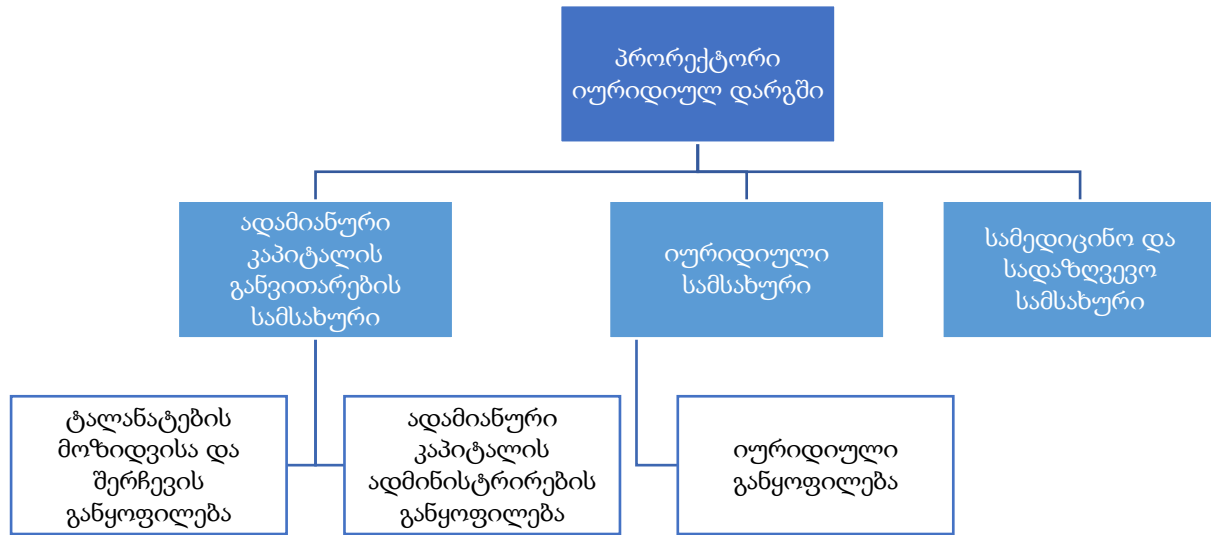 პრორექტორი
იურიდიულ დარგში
ადამიანური
კაპიტალის
განვითარების
სამსახური
იურიდიული
სამსახური
სამედიცინო და
სადაზღვევო
სამსახური
ტალანატების
მოზიდვისა და
შერჩევის
განყოფილება
ადამიანური
კაპიტალის
ადმინისტრირების
განყოფილება
იურიდიული
განყოფილება